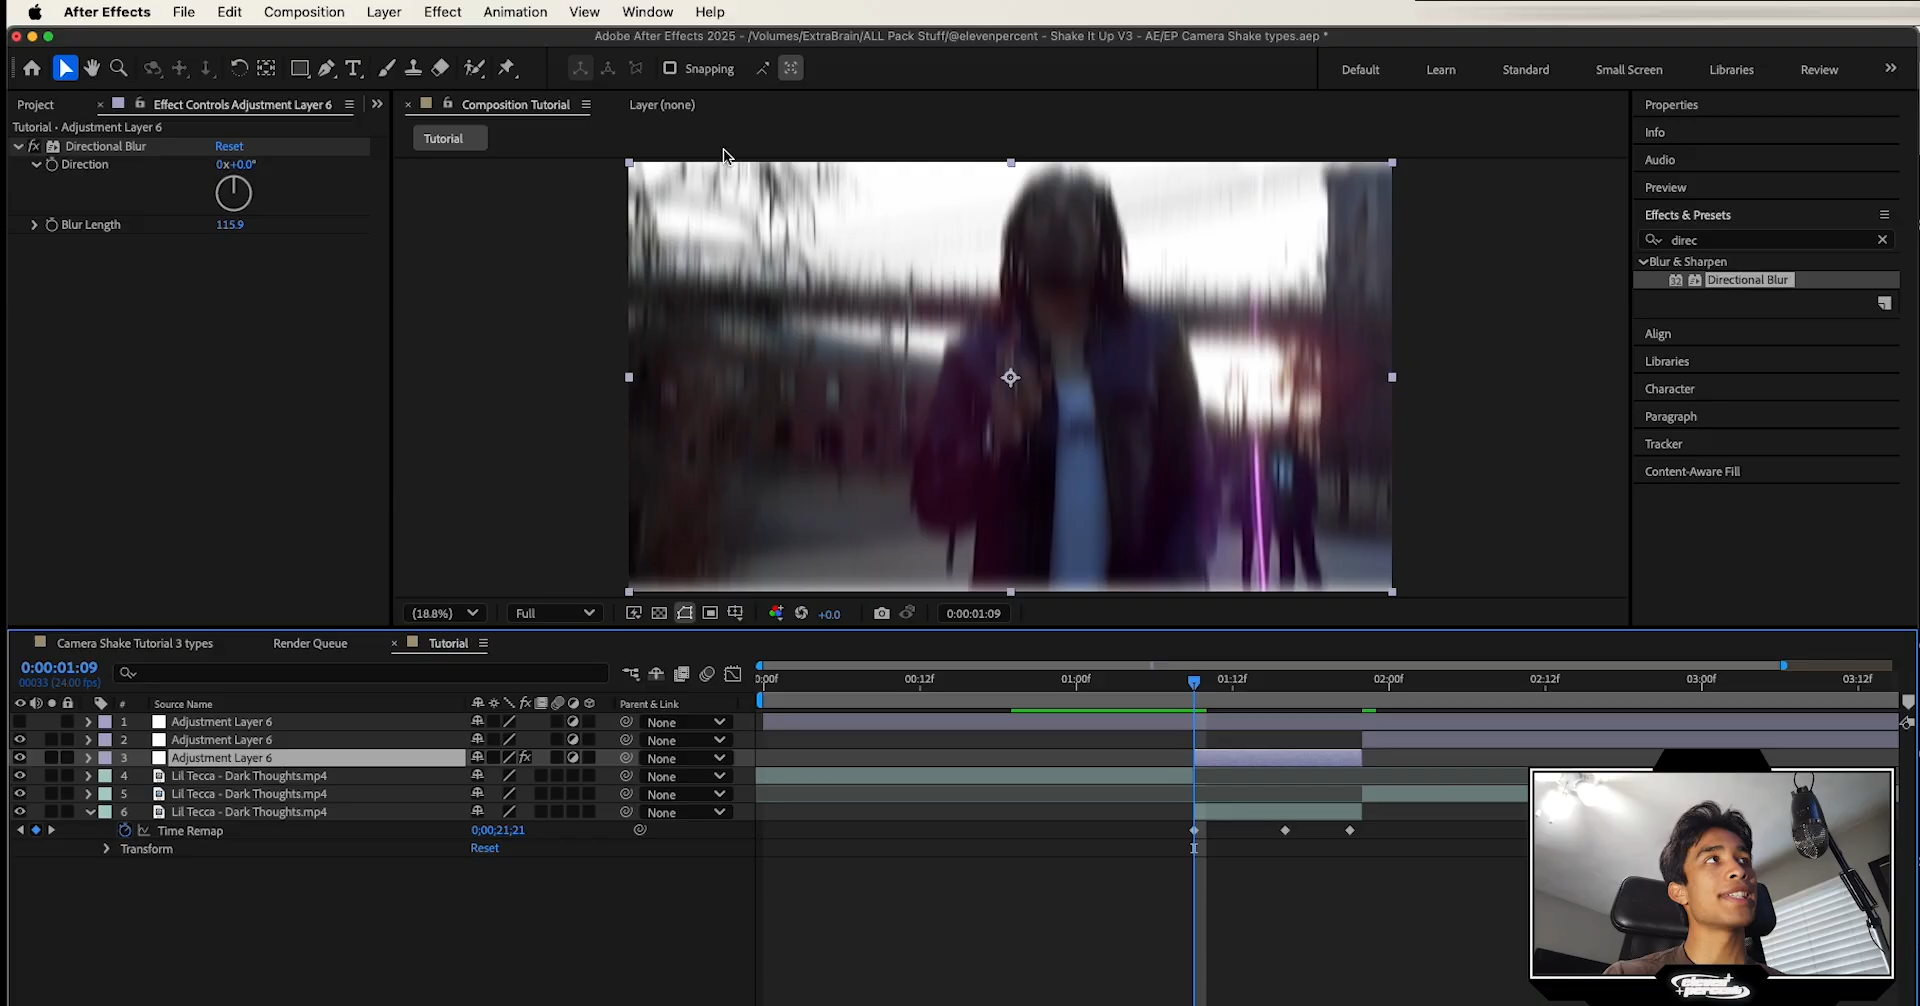 After Effects File Edit Composition Layer Effect Animation View Window Help
Adobe After Effects 2025 - /Volumes/ExtraBrain/ALL Pack Stuff/@elevenpercent - Shake It Up V3 - AE/EP Camera Shake types.aep *
Snapping
Default Learn Standard Small Screen Libraries Review
Project Effect Controls Adjustment Layer 6
Tutorial • Adjustment Layer 6
fx Directional Blur Reset
Direction 0x+0.0°
Blur Length 115.9
Composition Tutorial Layer (none)
Tutorial
(18.8%) Full +0.0 0:00:01:09
Properties
Info
Audio
Preview
Effects & Presets
direc
Blur & Sharpen
32 Directional Blur
Align
Libraries
Character
Paragraph
Tracker
Content-Aware Fill
Camera Shake Tutorial 3 types Render Queue Tutorial
0:00:01:09
00033 (24.00 fps)
0:00f 00:12f 01:00f 01:12f 02:00f 02:12f 03:00f 03:12f
# Source Name fx Parent & Link
1 Adjustment Layer 6 None
2 Adjustment Layer 6 None
3 Adjustment Layer 6 fx None
4 Lil Tecca - Dark Thoughts.mp4 None
5 Lil Tecca - Dark Thoughts.mp4 None
6 Lil Tecca - Dark Thoughts.mp4 None
Time Remap 0;00;21;21
Transform Reset
eleven
percent